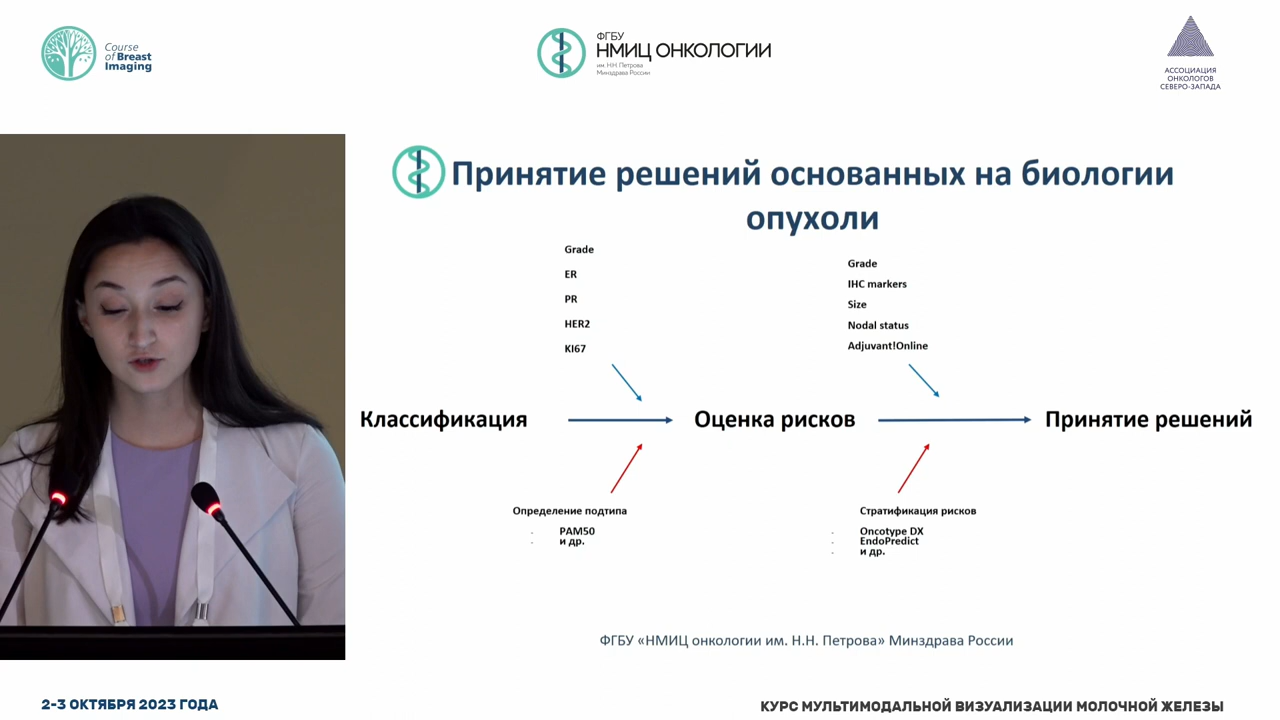 Course
of Breast
Imaging
ФГБУ
НМИЦ ОНКОЛОГИИ
им. Н.Н. Петрова
Минздрава России
АССОЦИАЦИЯ
ОНКОЛОГОВ
СЕВЕРО-ЗАПАДА
Принятие решений основанных на биологии
опухоли
Grade
ER
PR
HER2
KI67
Grade
IHC markers
Size
Nodal status
Adjuvant!Online
Классификация
Оценка рисков
Принятие решений
Определение подтипа
- PAM50
- и др.
Стратификация рисков
- Oncotype DX
- EndoPredict
- и др.
ФГБУ «НМИЦ онкологии им. Н.Н. Петрова» Минздрава России
2-3 ОКТЯБРЯ 2023 ГОДА
КУРС МУЛЬТИМОДАЛЬНОЙ ВИЗУАЛИЗАЦИИ МОЛОЧНОЙ ЖЕЛЕЗЫ